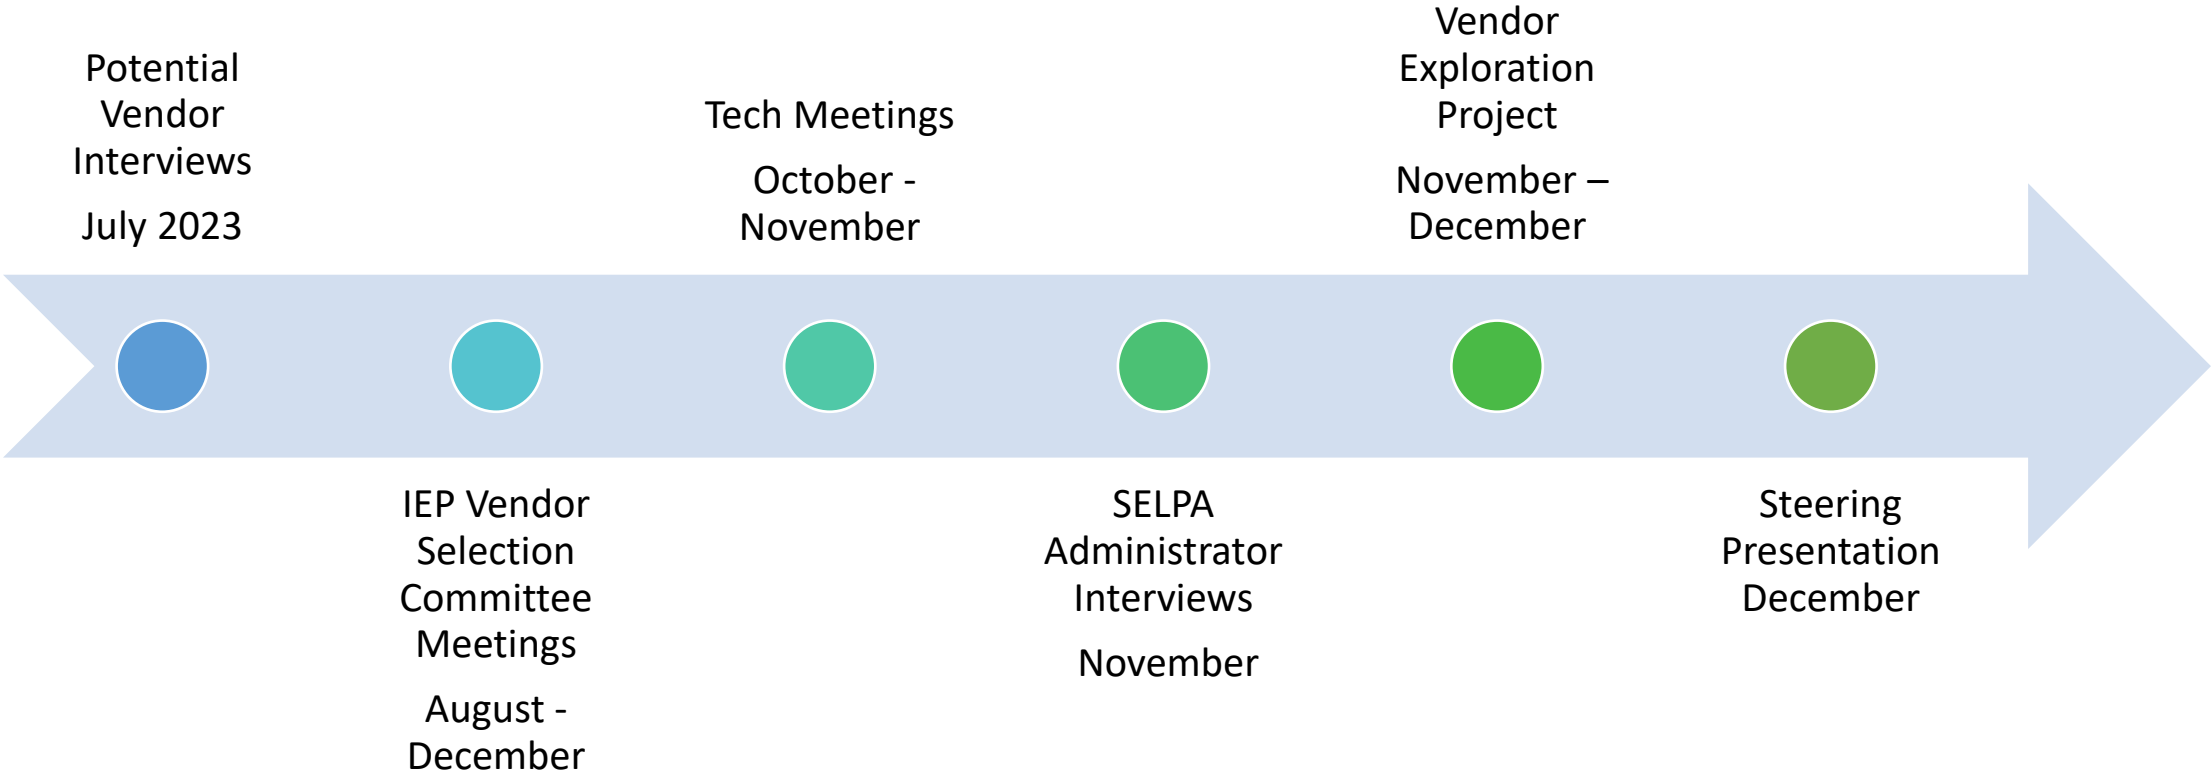 Potential
Vendor
Interviews
July 2023
IEP Vendor
Selection
Committee
Meetings
August -
December
Tech Meetings
October -
November
SELPA
Administrator
Interviews
November
Vendor
Exploration
Project
November –
December
Steering
Presentation
December